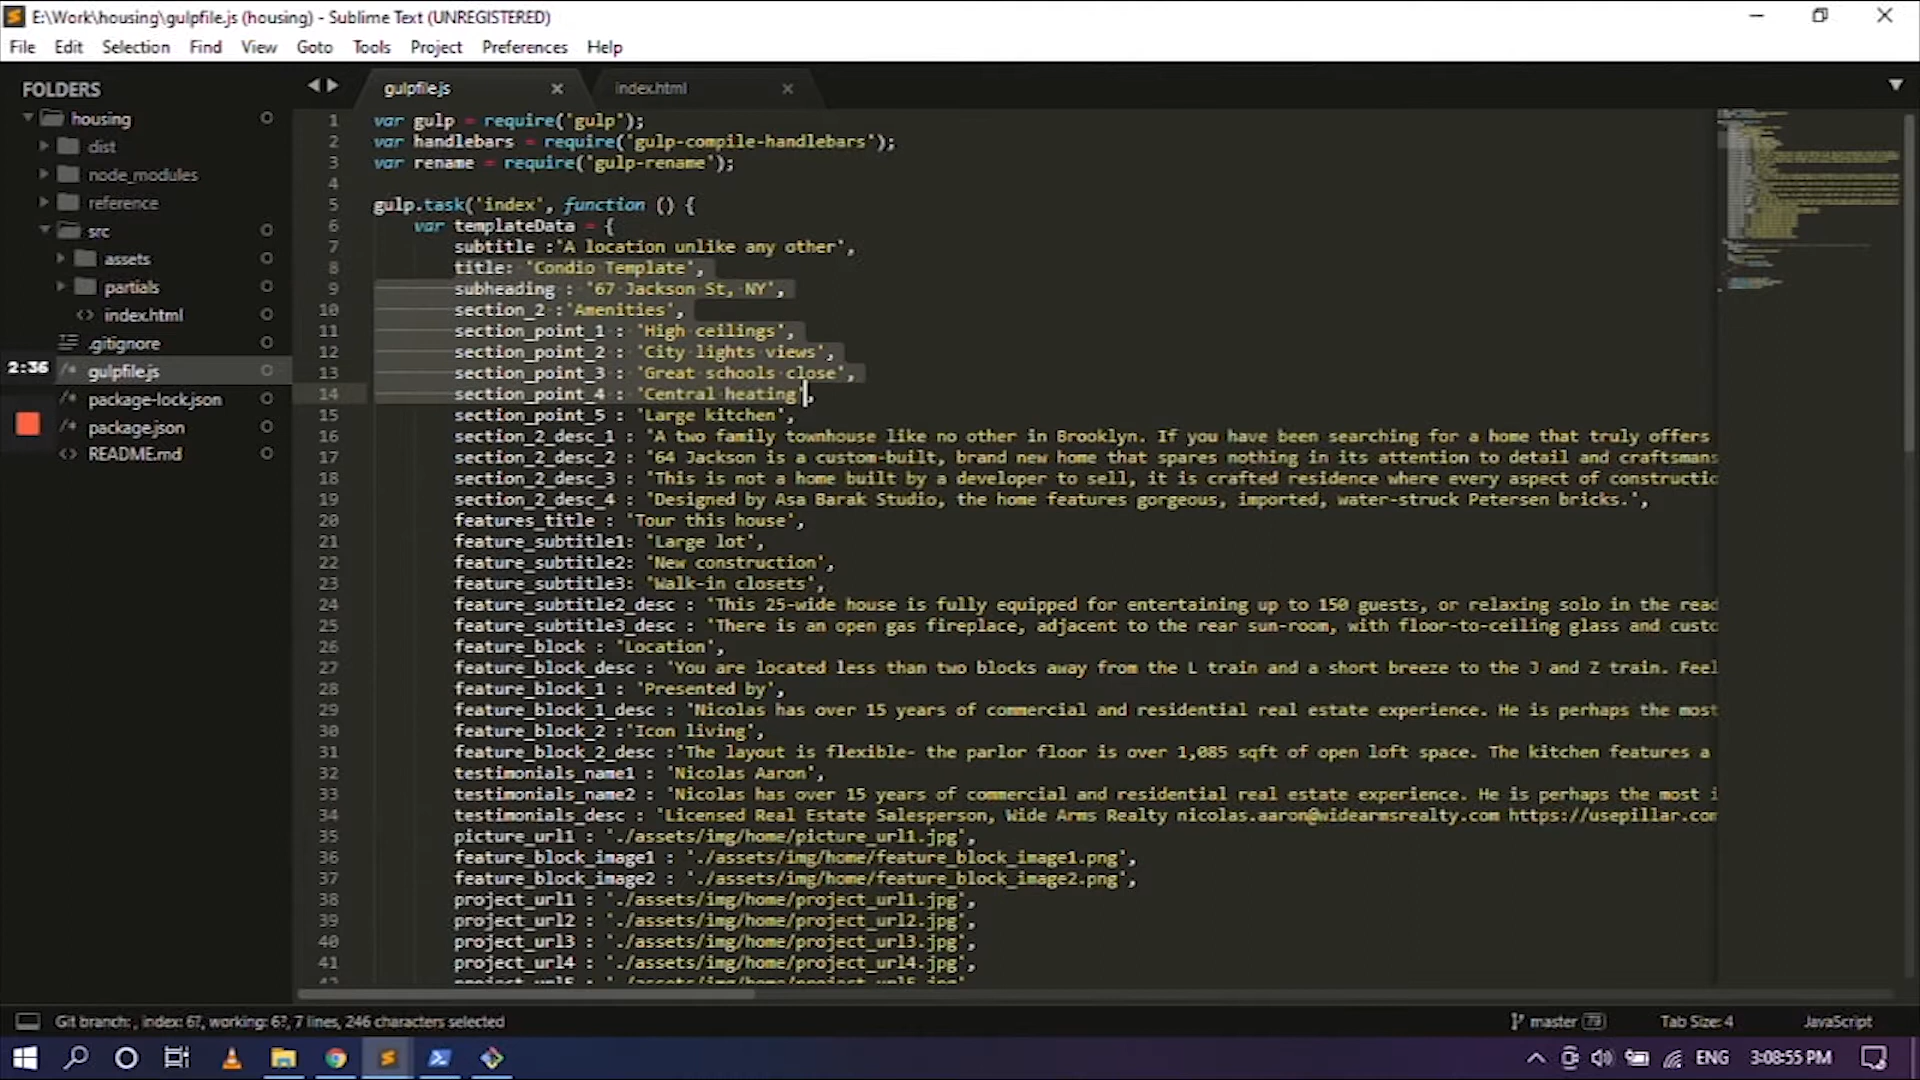 E:\Work\housing\gulpfile.js (housing) - Sublime Text (UNREGISTERED)
File Edit Selection Find View Goto Tools Project Preferences Help
FOLDERS
housing
dist
node_modules
reference
src
assets
partials
index.html
.gitignore
2:36
gulpfile.js
package-lock.json
package.json
README.md
gulpfile.js index.html
1 var gulp = require('gulp');
2 var handlebars = require('gulp-compile-handlebars');
3 var rename = require('gulp-rename');
4
5 gulp.task('index', function () {
6 var templateData = {
7 subtitle :'A location unlike any other',
8 title: 'Condio Template',
9 subheading : '67 Jackson St, NY',
10 section_2 :'Amenities',
11 section_point_1 : 'High ceilings',
12 section_point_2 : 'City lights views',
13 section_point_3 : 'Great schools close',
14 section_point_4 : 'Central heating',
15 section_point_5 : 'Large kitchen',
16 section_2_desc_1 : 'A two family townhouse like no other in Brooklyn. If you have been searching for a home that truly offers
17 section_2_desc_2 : '64 Jackson is a custom-built, brand new home that spares nothing in its attention to detail and craftsmans
18 section_2_desc_3 : 'This is not a home built by a developer to sell, it is crafted residence where every aspect of constructio
19 section_2_desc_4 : 'Designed by Asa Barak Studio, the home features gorgeous, imported, water-struck Petersen bricks.',
20 features_title : 'Tour this house',
21 feature_subtitle1: 'Large lot',
22 feature_subtitle2: 'New construction',
23 feature_subtitle3: 'Walk-in closets',
24 feature_subtitle2_desc : 'This 25-wide house is fully equipped for entertaining up to 150 guests, or relaxing solo in the read
25 feature_subtitle3_desc : 'There is an open gas fireplace, adjacent to the rear sun-room, with floor-to-ceiling glass and custo
26 feature_block : 'Location',
27 feature_block_desc : 'You are located less than two blocks away from the L train and a short breeze to the J and Z train. Feel
28 feature_block_1 : 'Presented by',
29 feature_block_1_desc : 'Nicolas has over 15 years of commercial and residential real estate experience. He is perhaps the most
30 feature_block_2 :'Icon living',
31 feature_block_2_desc :'The layout is flexible- the parlor floor is over 1,085 sqft of open loft space. The kitchen features a
32 testimonials_name1 : 'Nicolas Aaron',
33 testimonials_name2 : 'Nicolas has over 15 years of commercial and residential real estate experience. He is perhaps the most i
34 testimonials_desc : 'Licensed Real Estate Salesperson, Wide Arms Realty nicolas.aaron@widearmsrealty.com https://usepillar.com
35 picture_url1 : './assets/img/home/picture_url1.jpg',
36 feature_block_image1 : './assets/img/home/feature_block_image1.png',
37 feature_block_image2 : './assets/img/home/feature_block_image2.png',
38 project_url1 : './assets/img/home/project_url1.jpg',
39 project_url2 : './assets/img/home/project_url2.jpg',
40 project_url3 : './assets/img/home/project_url3.jpg',
41 project_url4 : './assets/img/home/project_url4.jpg',
Git branch: , index: 6?, working: 6?, 7 lines, 246 characters selected master 79 Tab Size: 4 JavaScript
ENG 3:08:55 PM